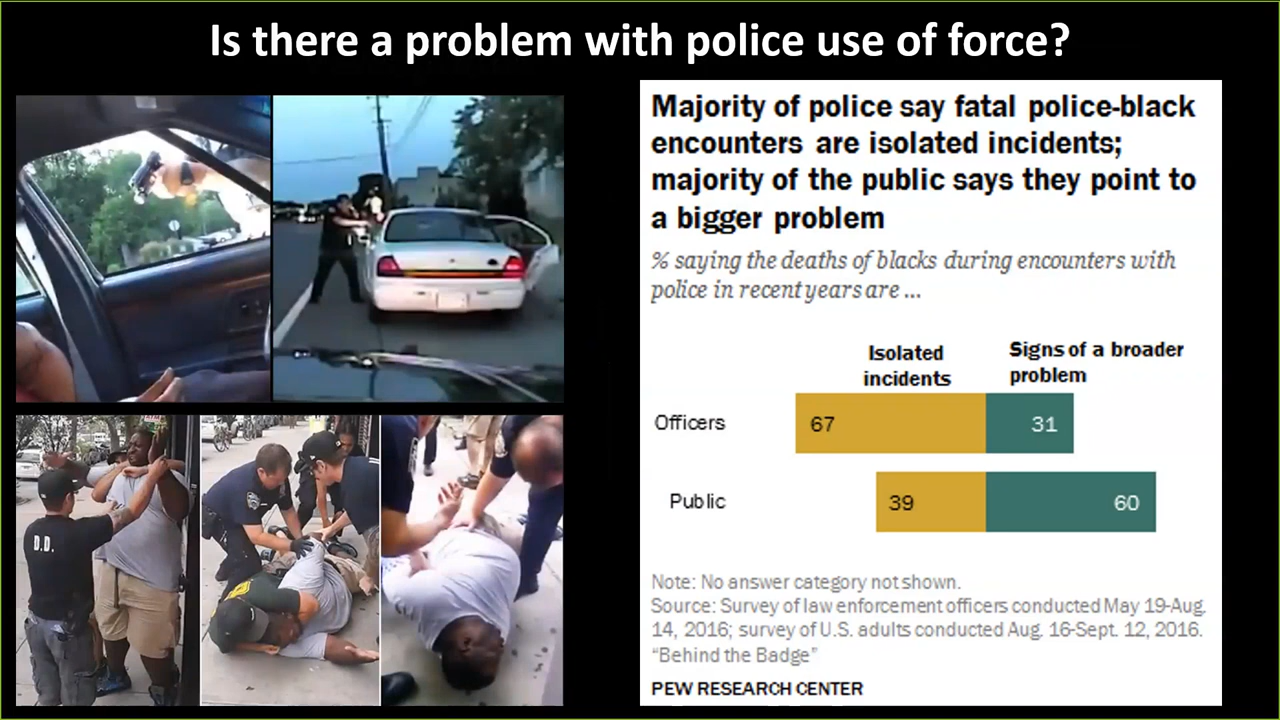 Is there a problem with police use of force?
Majority of police say fatal police-black
encounters are isolated incidents;
majority of the public says they point to
a bigger problem
% saying the deaths of blacks during encounters with
police in recent years are ...
Isolated
incidents
Signs of a broader
problem
Officers
67
31
Public
39
60
Note: No answer category not shown.
Source: Survey of law enforcement officers conducted May 19-Aug.
14, 2016; survey of U.S. adults conducted Aug. 16-Sept. 12, 2016.
“Behind the Badge”
PEW RESEARCH CENTER
D.D.